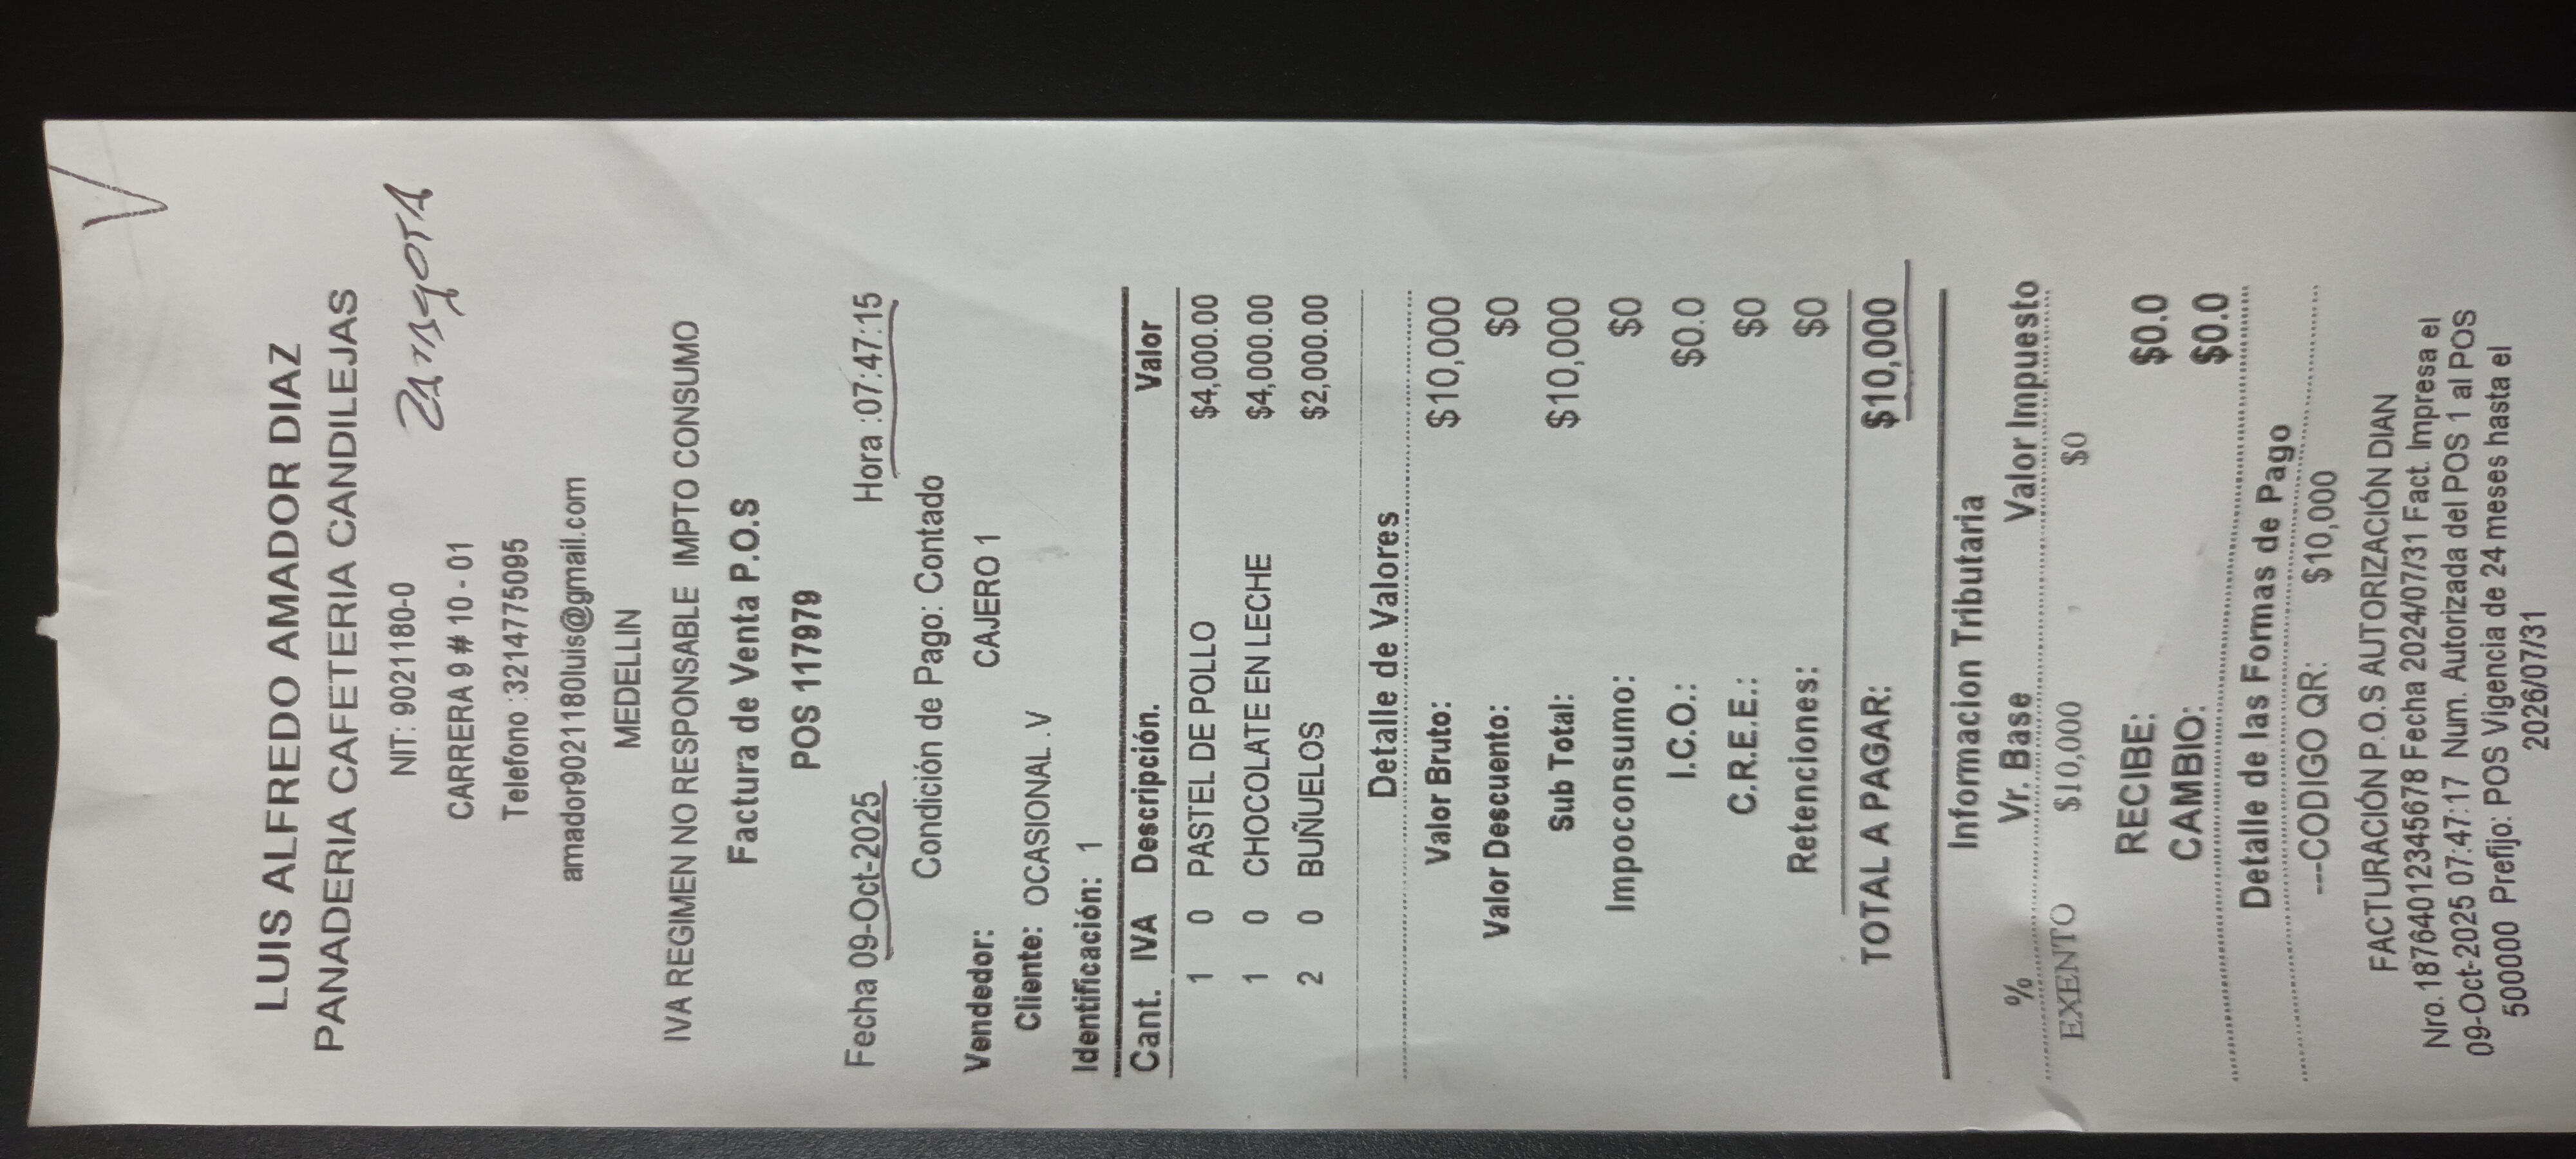 LUIS ALFREDO AMADOR DIAZ
PANADERIA CAFETERIA CANDILEJAS
NIT: 9021180-0
CARRERA 9 # 10 - 01
Telefono :3214775095
amador9021180luis@gmail.com
MEDELLIN
IVA REGIMEN NO RESPONSABLE IMPTO CONSUMO
Factura de Venta P.O.S
POS 117979
Fecha 09-Oct-2025 Hora :07:47:15
Condición de Pago: Contado
Vendedor: CAJERO 1
Cliente: OCASIONAL .V
Identificación: 1
Cant. IVA Descripción. Valor
1 0 PASTEL DE POLLO $4,000.00
1 0 CHOCOLATE EN LECHE $4,000.00
2 0 BUÑUELOS $2,000.00
Detalle de Valores
Valor Bruto: $10,000
Valor Descuento: $0
Sub Total: $10,000
Impoconsumo: $0
I.C.O.: $0.0
C.R.E.E.: $0
Retenciones: $0
TOTAL A PAGAR: $10,000
Informacion Tributaria
% Vr. Base Valor Impuesto
EXENTO $10,000 $0
RECIBE: $0.0
CAMBIO: $0.0
Detalle de las Formas de Pago
---CODIGO QR: $10,000
FACTURACIÓN P.O.S AUTORIZACIÓN DIAN
Nro.18764012345678 Fecha 2024/07/31 Fact. Impresa el
09-Oct-2025 07:47:17 Num. Autorizada del POS 1 al POS
500000 Prefijo: POS Vigencia de 24 meses hasta el
2026/07/31